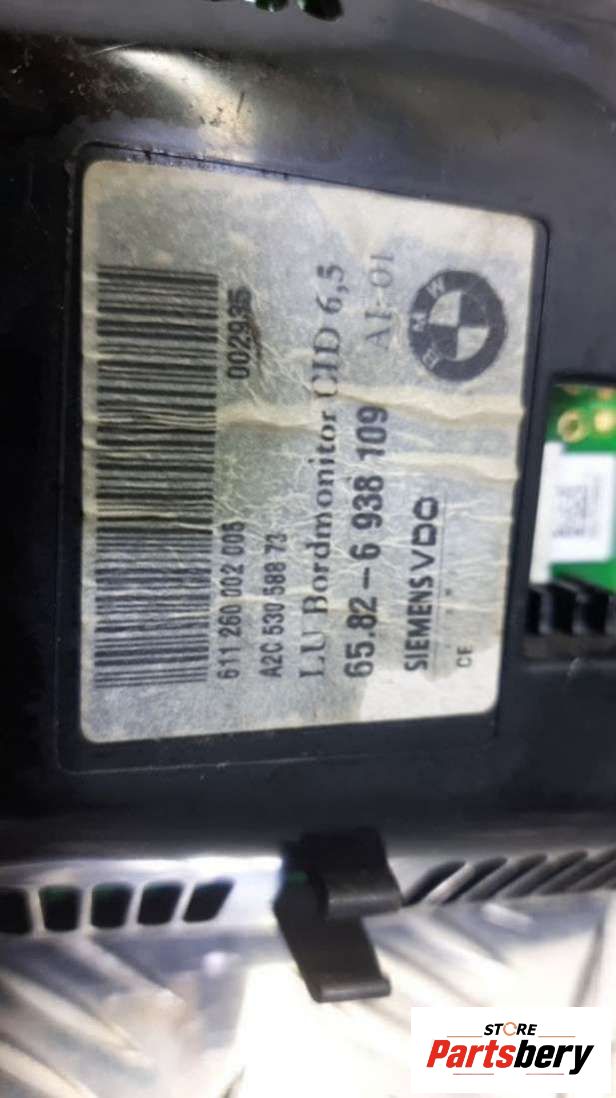 611 260 002 006 002935
A2C 530 588 73
LU Bordmonitor CID 6,5
65.82-6 938 109 AI-01
SIEMENS VDO
BMW
CE
STORE
Partsbery